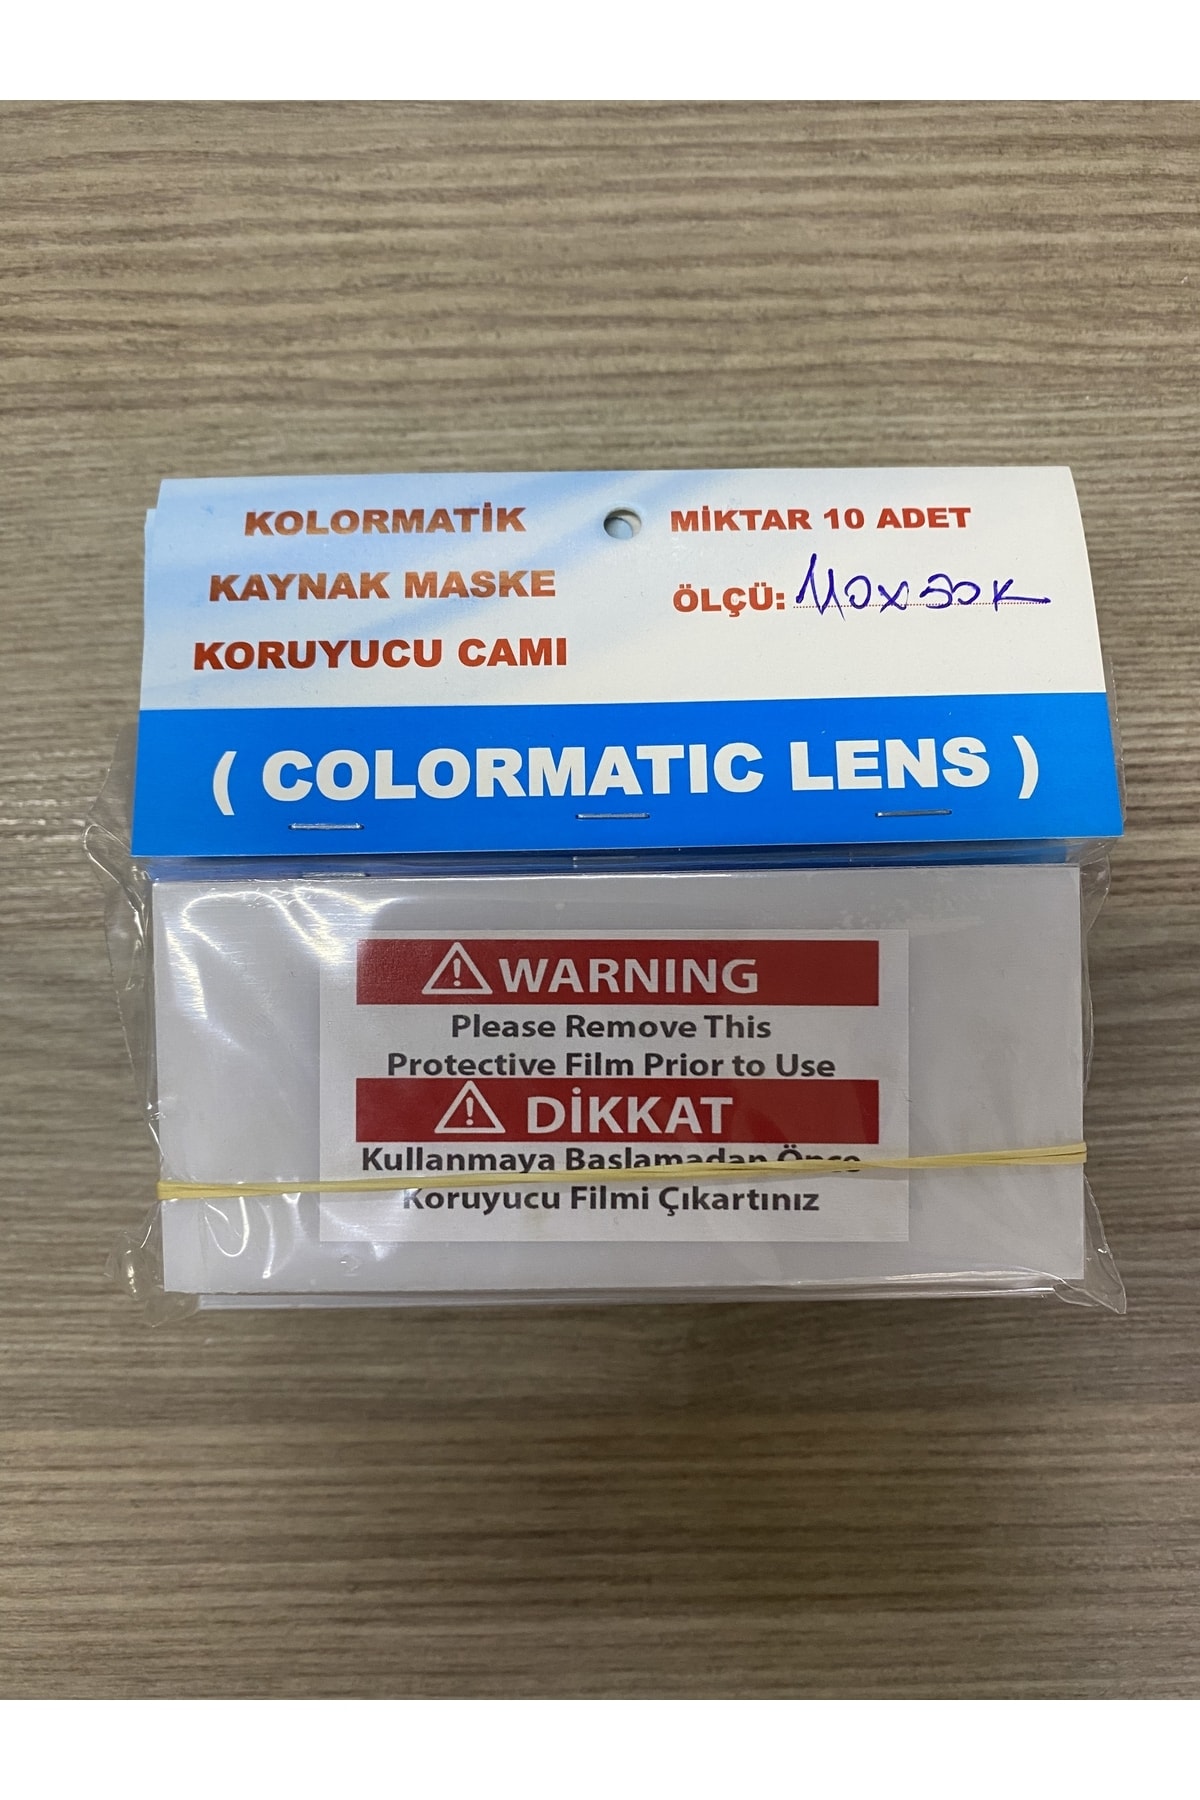 KOLORMATİK
KAYNAK MASKE
KORUYUCU CAMI
MİKTAR 10 ADET
ÖLÇÜ: 110x50K
( COLORMATIC LENS )
WARNING
Please Remove This
Protective Film Prior to Use
DİKKAT
Kullanmaya Başlamadan Önce
Koruyucu Filmi Çıkartınız